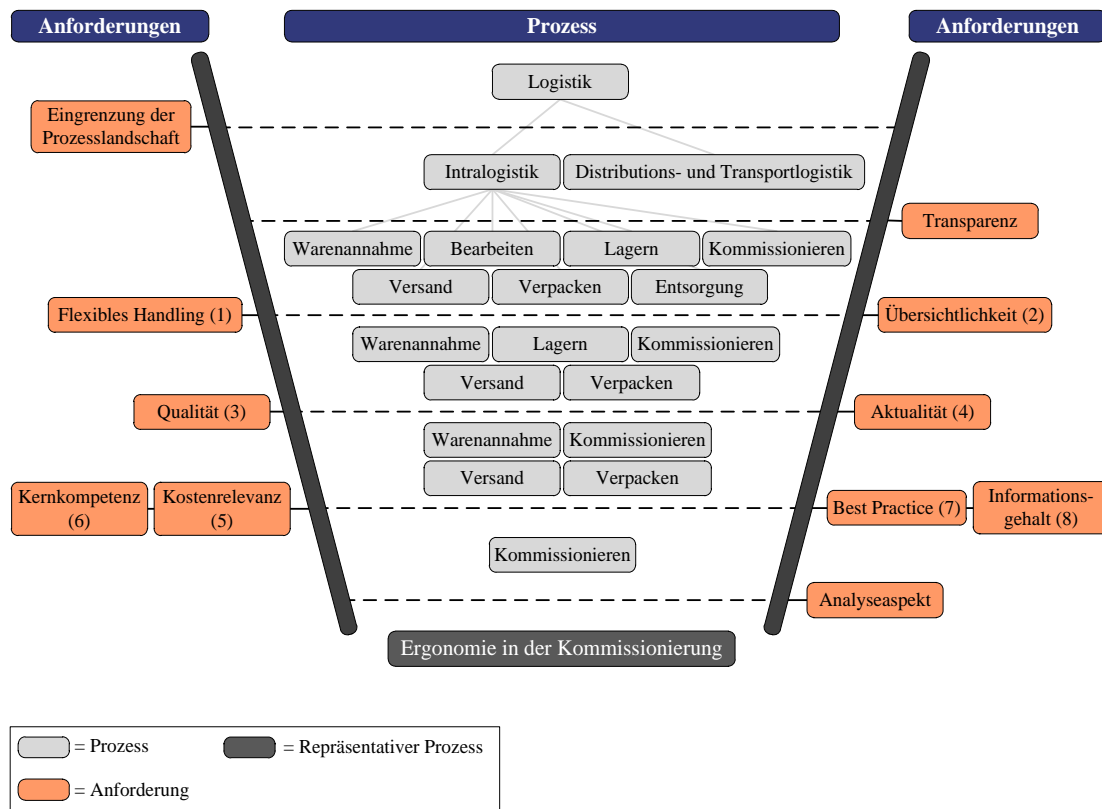 Anforderungen
Prozess
Anforderungen
Logistik
Eingrenzung der
Prozesslandschaft
Intralogistik
Distributions- und Transportlogistik
Transparenz
Warenannahme
Bearbeiten
Lagern
Kommissionieren
Versand
Verpacken
Entsorgung
Flexibles Handling (1)
Übersichtlichkeit (2)
Warenannahme
Lagern
Kommissionieren
Versand
Verpacken
Qualität (3)
Aktualität (4)
Warenannahme
Kommissionieren
Versand
Verpacken
Kernkompetenz
(6)
Kostenrelevanz
(5)
Best Practice (7)
Informations-
gehalt (8)
Kommissionieren
Analyseaspekt
Ergonomie in der Kommissionierung
= Prozess
= Repräsentativer Prozess
= Anforderung